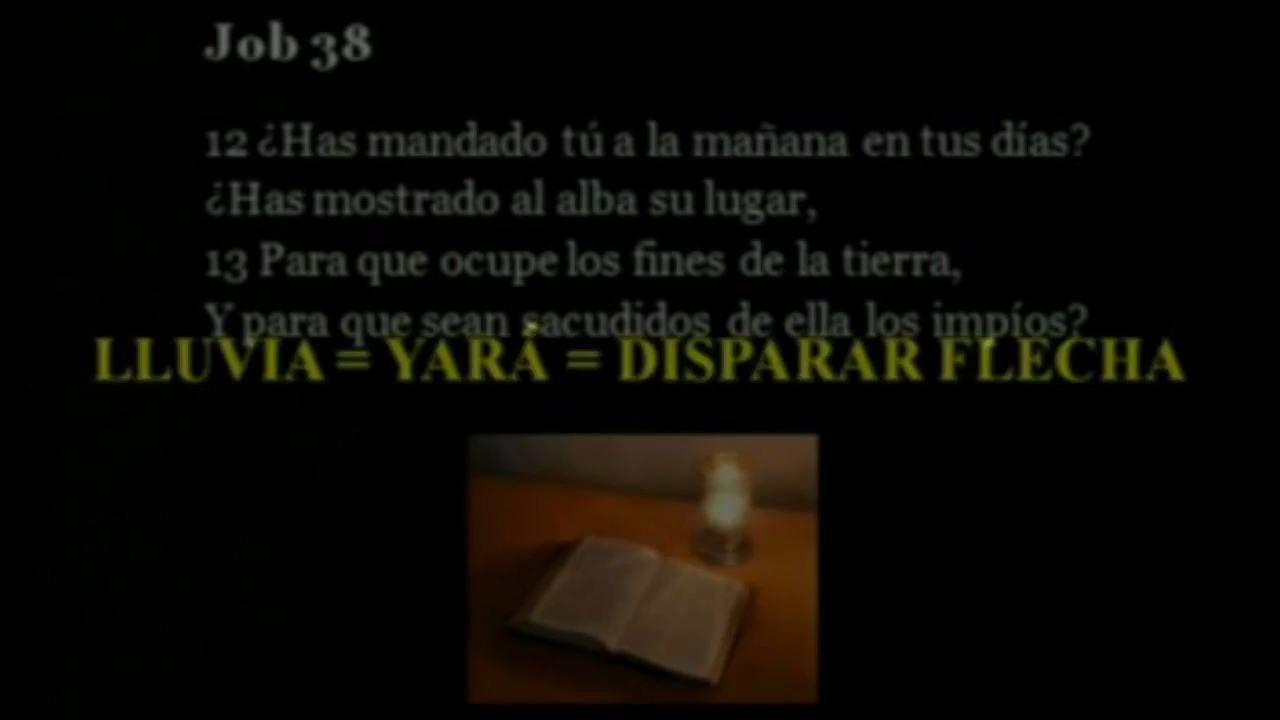 Job 38
12 ¿Has mandado tú a la mañana en tus días?
¿Has mostrado al alba su lugar,
13 Para que ocupe los fines de la tierra,
Y para que sean sacudidos de ella los impíos?
LLUVIA = YARÁ = DISPARAR FLECHA